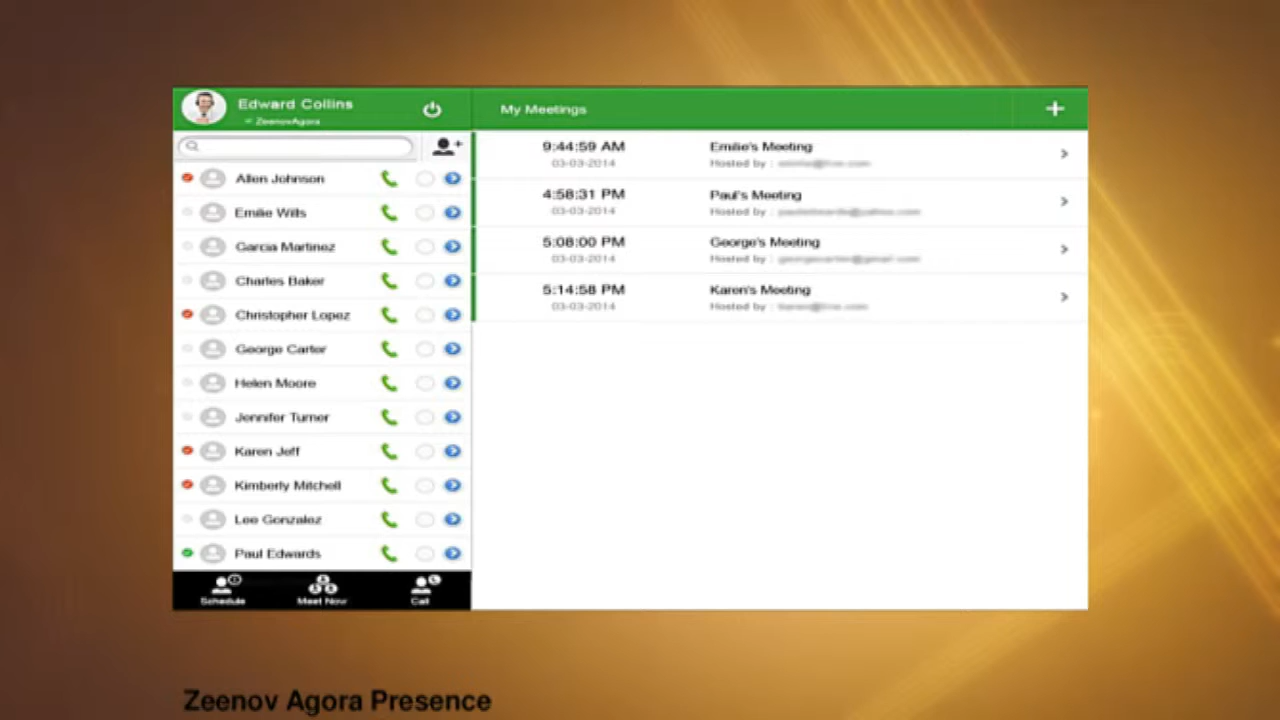 Edward Collins
ZeenovAgora
My Meetings
Allen Johnson
Emilie Wills
Garcia Martinez
Charles Baker
Christopher Lopez
George Carter
Helen Moore
Jennifer Turner
Karen Jeff
Kimberly Mitchell
Lee Gonzalez
Paul Edwards
Schedule
Meet Now
Call
9:44:59 AM
03-03-2014
Emilie's Meeting
Hosted by :
4:58:31 PM
03-03-2014
Paul's Meeting
Hosted by :
5:08:00 PM
03-03-2014
George's Meeting
Hosted by :
5:14:58 PM
03-03-2014
Karen's Meeting
Hosted by :
Zeenov Agora Presence